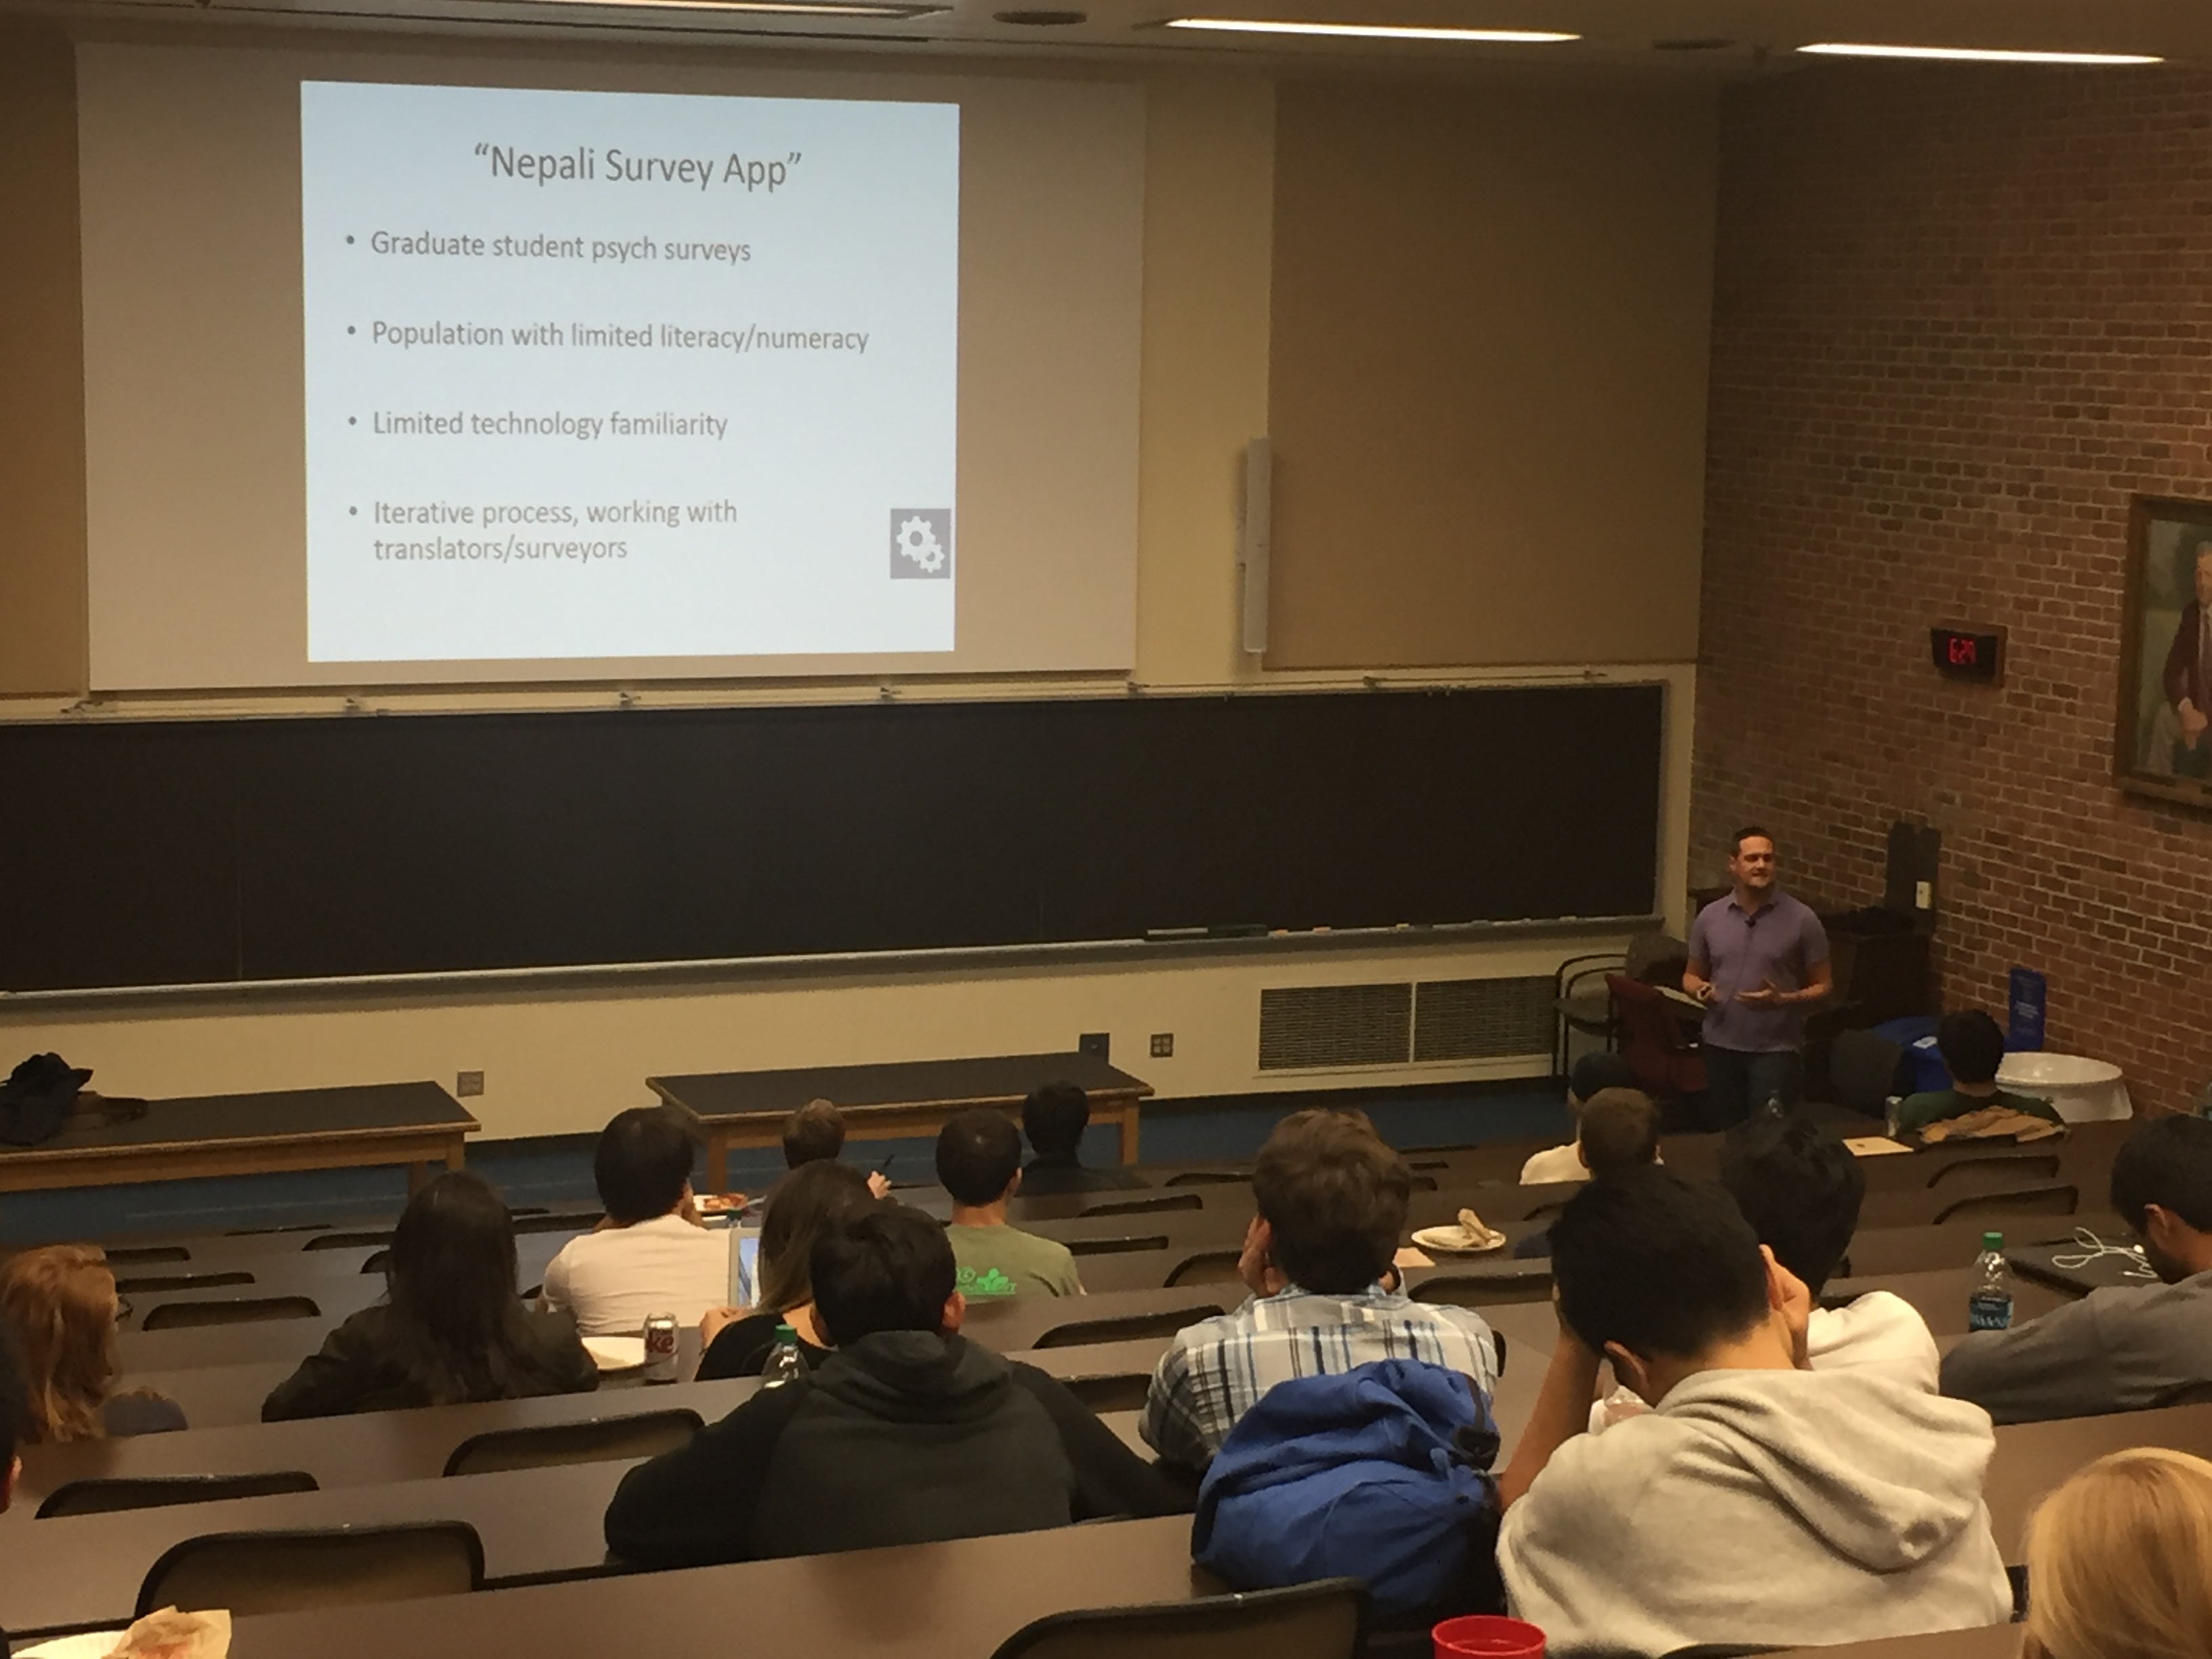 “Nepali Survey App”
• Graduate student psych surveys
• Population with limited literacy/numeracy
• Limited technology familiarity
• Iterative process, working with
translators/surveyors